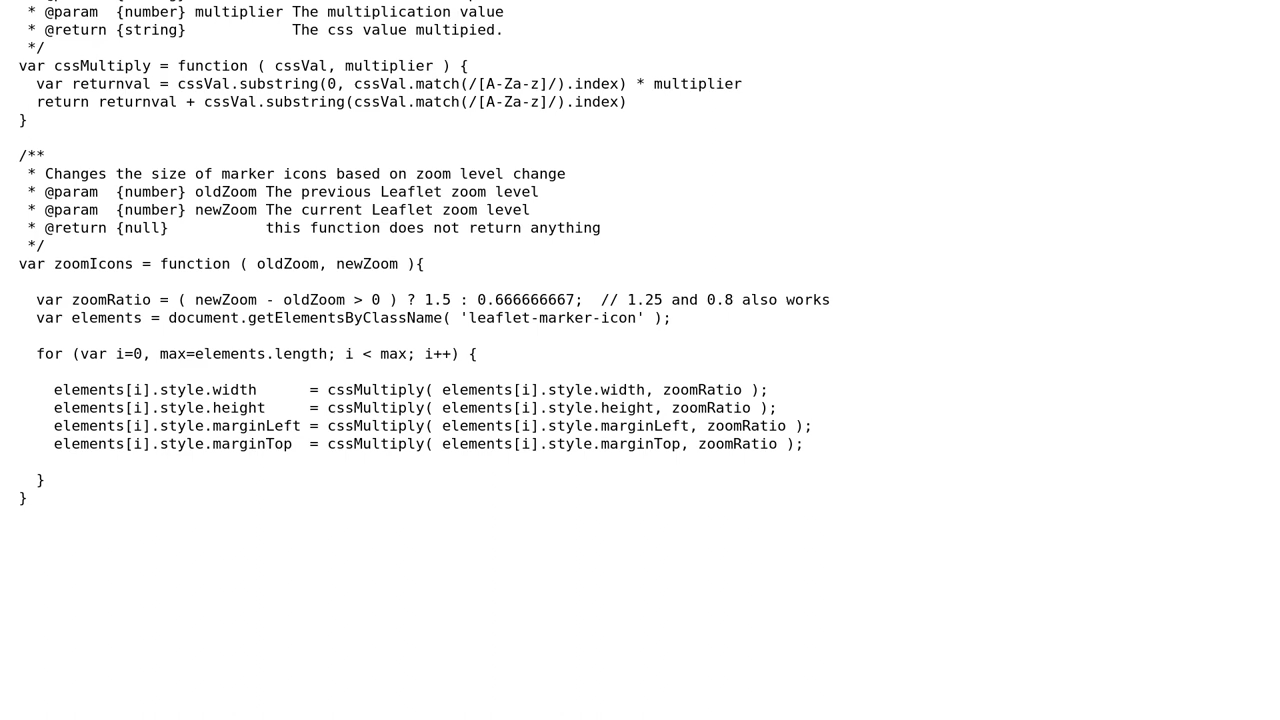 * @param  {number} multiplier The multiplication value
 * @return {string}            The css value multipied.
 */
var cssMultiply = function ( cssVal, multiplier ) {
  var returnval = cssVal.substring(0, cssVal.match(/[A-Za-z]/).index) * multiplier
  return returnval + cssVal.substring(cssVal.match(/[A-Za-z]/).index)
}

/**
 * Changes the size of marker icons based on zoom level change
 * @param  {number} oldZoom The previous Leaflet zoom level
 * @param  {number} newZoom The current Leaflet zoom level
 * @return {null}           this function does not return anything
 */
var zoomIcons = function ( oldZoom, newZoom ){

  var zoomRatio = ( newZoom - oldZoom > 0 ) ? 1.5 : 0.666666667;  // 1.25 and 0.8 also works
  var elements = document.getElementsByClassName( 'leaflet-marker-icon' );

  for (var i=0, max=elements.length; i < max; i++) {

    elements[i].style.width      = cssMultiply( elements[i].style.width, zoomRatio );
    elements[i].style.height     = cssMultiply( elements[i].style.height, zoomRatio );
    elements[i].style.marginLeft = cssMultiply( elements[i].style.marginLeft, zoomRatio );
    elements[i].style.marginTop  = cssMultiply( elements[i].style.marginTop, zoomRatio );

  }
}